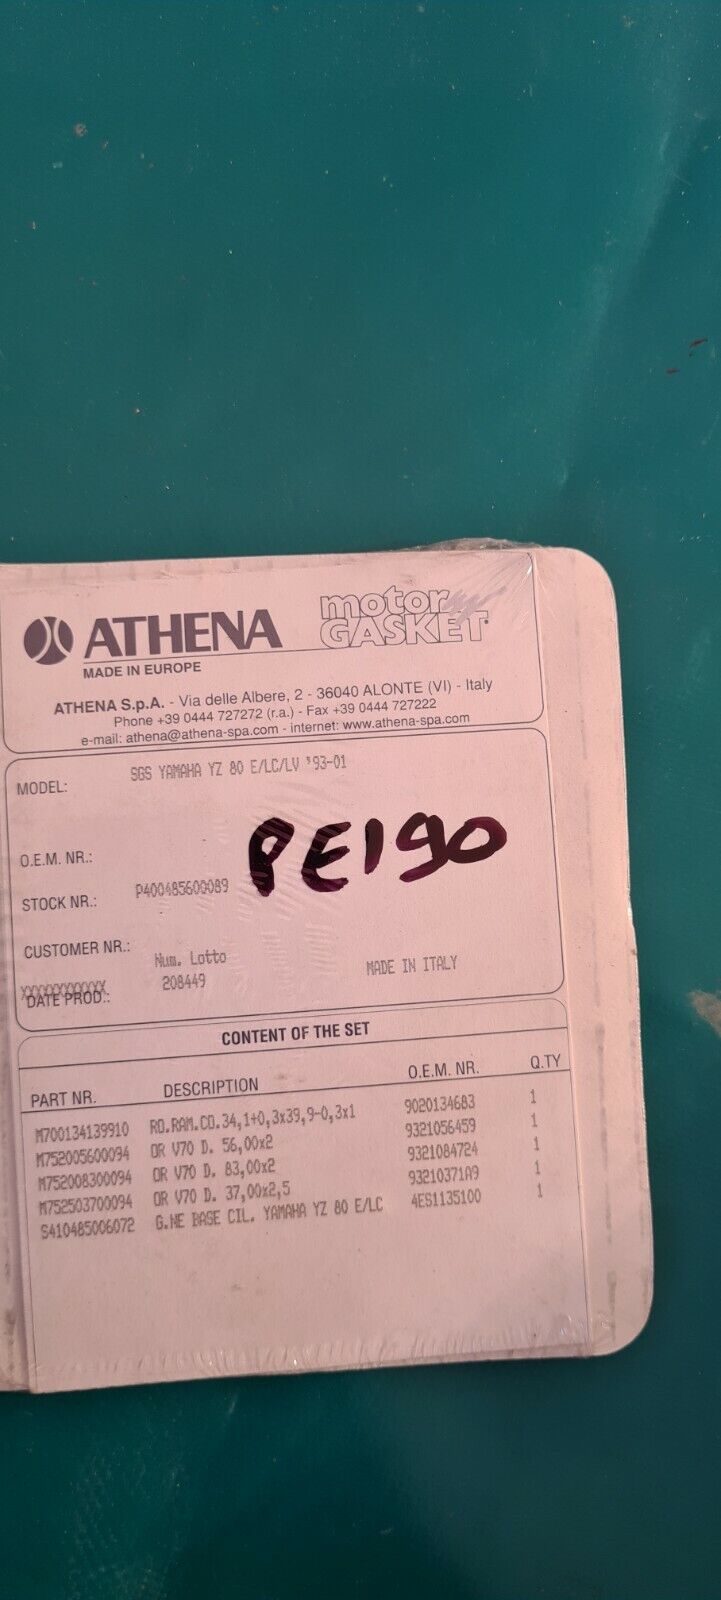 ATHENA motor GASKET
MADE IN EUROPE
ATHENA S.p.A. - Via delle Albere, 2 - 36040 ALONTE (VI) - Italy
Phone +39 0444 727272 (r.a.) - Fax +39 0444 727222
e-mail: athena@athena-spa.com - internet: www.athena-spa.com
MODEL: SGS YAMAHA YZ 80 E/LC/LV '93-01
PE190
O.E.M. NR.:
STOCK NR.: P400485600089
CUSTOMER NR.: Num. Lotto
208449 MADE IN ITALY
XXXXXXXXXXXX
DATE PROD.:
CONTENT OF THE SET
PART NR. DESCRIPTION O.E.M. NR. Q.TY
M700134139910 RO.RAM.CO.34,1+0,3x39,9-0,3x1 9020134683 1
M752005600094 OR V70 D. 56,00x2 9321056459 1
M752008300094 OR V70 D. 83,00x2 9321084724 1
M752503700094 OR V70 D. 37,00x2,5 93210371A9 1
S410485006072 G.NE BASE CIL. YAMAHA YZ 80 E/LC 4ES1135100 1